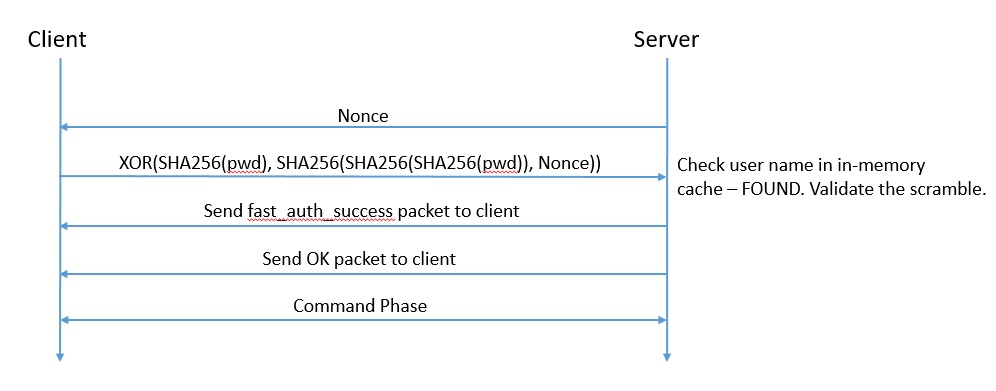 Client
Server
Nonce
XOR(SHA256(pwd), SHA256(SHA256(SHA256(pwd)), Nonce))
Check user name in in-memory
cache – FOUND. Validate the scramble.
Send fast_auth_success packet to client
Send OK packet to client
Command Phase